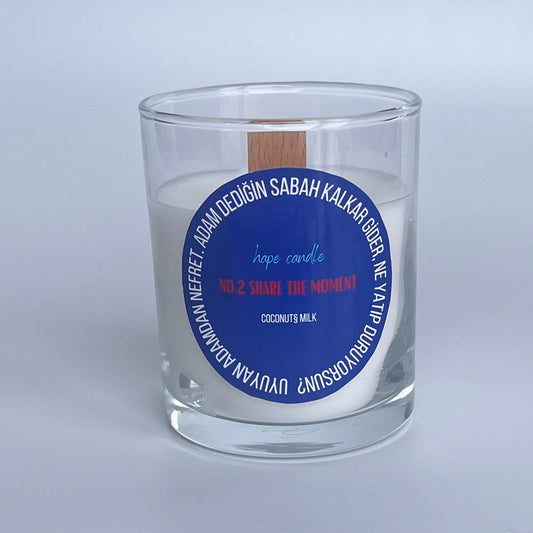 UYUYAN ADAMDAN NEFRET. ADAM DEDİĞİN SABAH KALKAR GİDER, NE YATIP DURUYORSUN?
hape candle
NO.2 SHARE THE MOMENT
COCONUT§ MILK